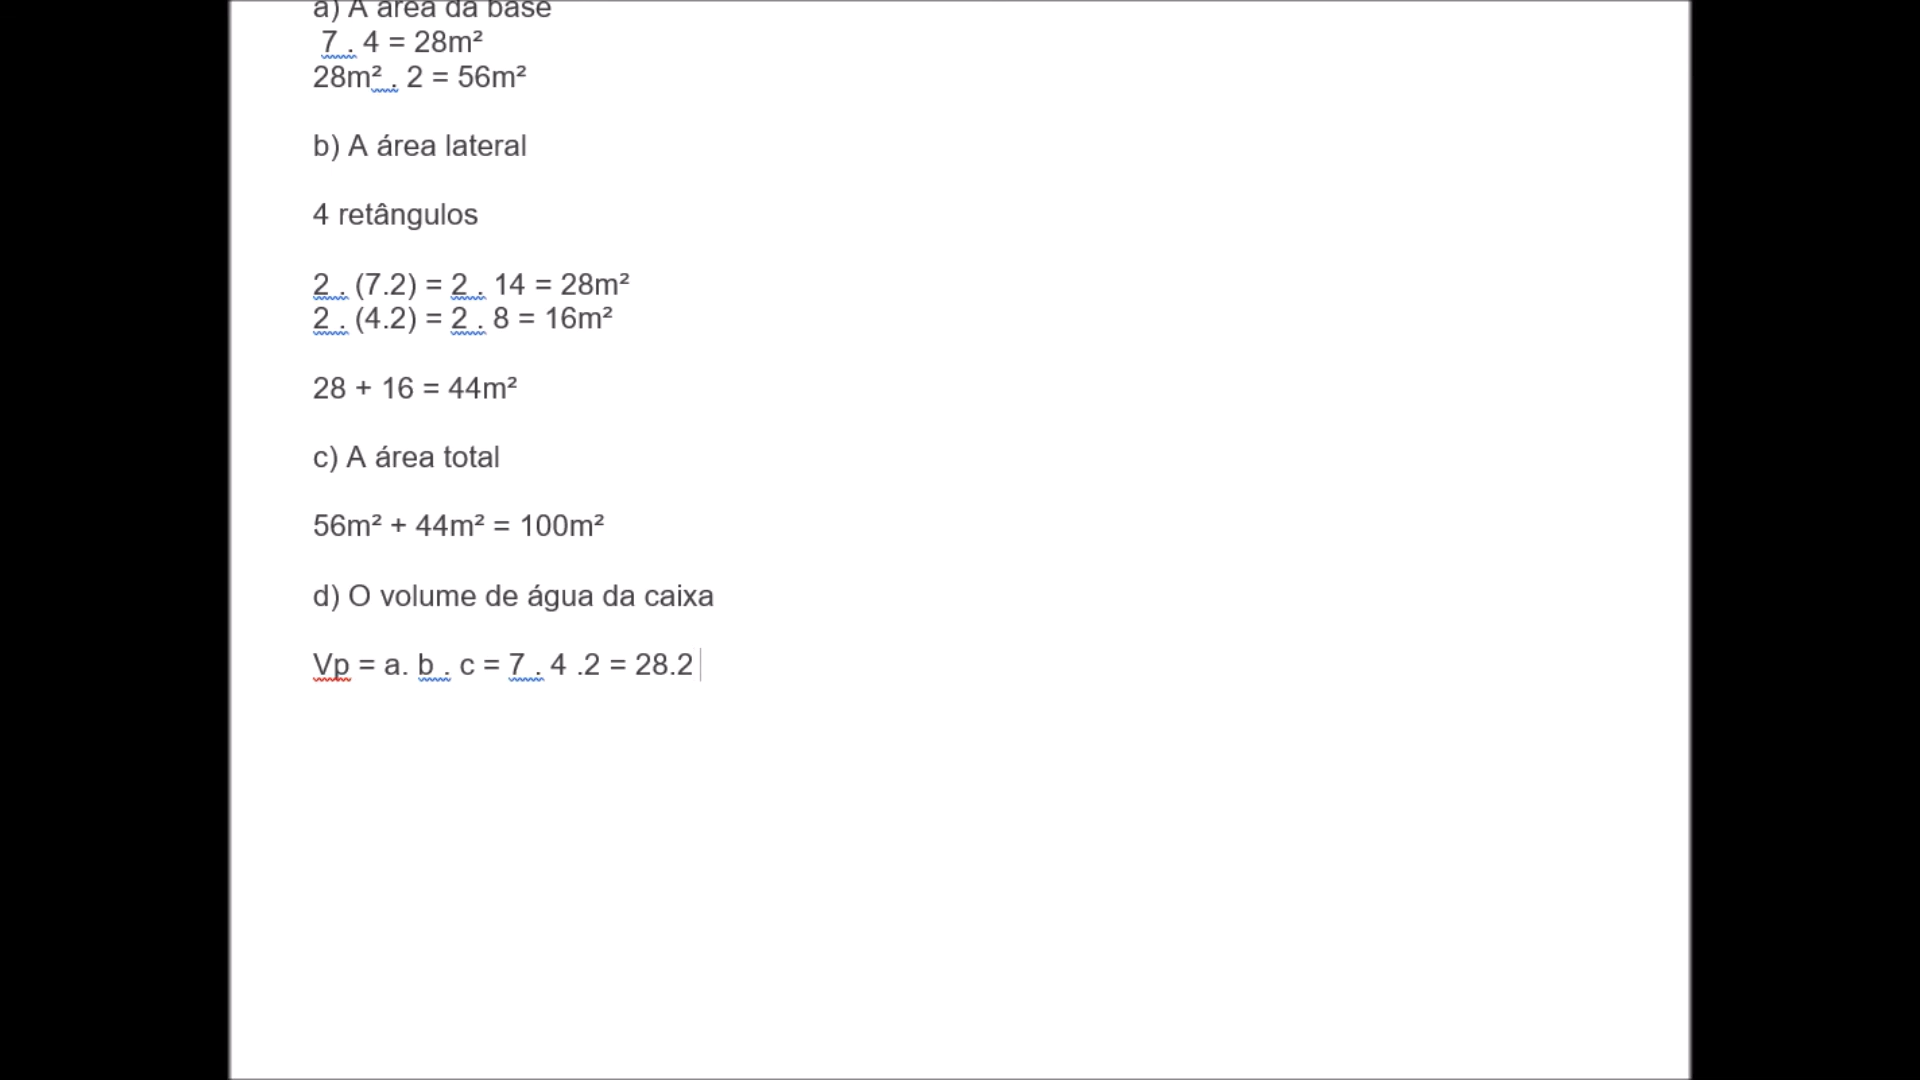 a) A área da base
7 . 4 = 28m²
28m² . 2 = 56m²
b) A área lateral
4 retângulos
2 . (7.2) = 2 . 14 = 28m²
2 . (4.2) = 2 . 8 = 16m²
28 + 16 = 44m²
c) A área total
56m² + 44m² = 100m²
d) O volume de água da caixa
Vp = a. b . c = 7 . 4 .2 = 28.2